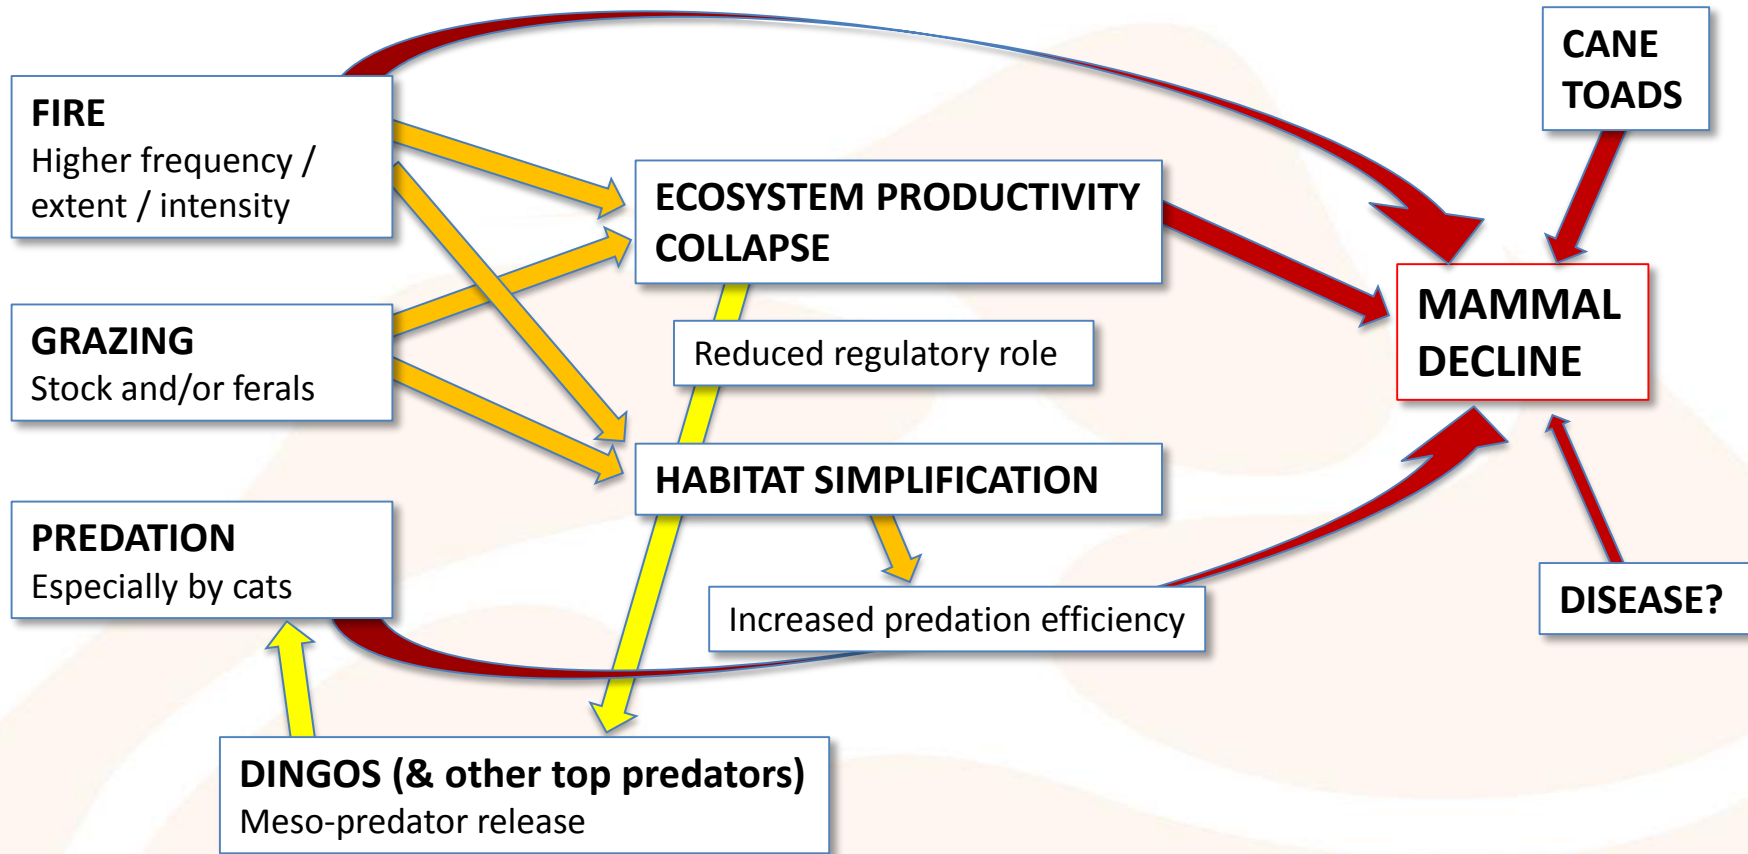 FIRE
Higher frequency /
extent / intensity
GRAZING
Stock and/or ferals
PREDATION
Especially by cats
ECOSYSTEM PRODUCTIVITY
COLLAPSE
Reduced regulatory role
HABITAT SIMPLIFICATION
Increased predation efficiency
DINGOS (& other top predators)
Meso-predator release
CANE
TOADS
MAMMAL
DECLINE
DISEASE?